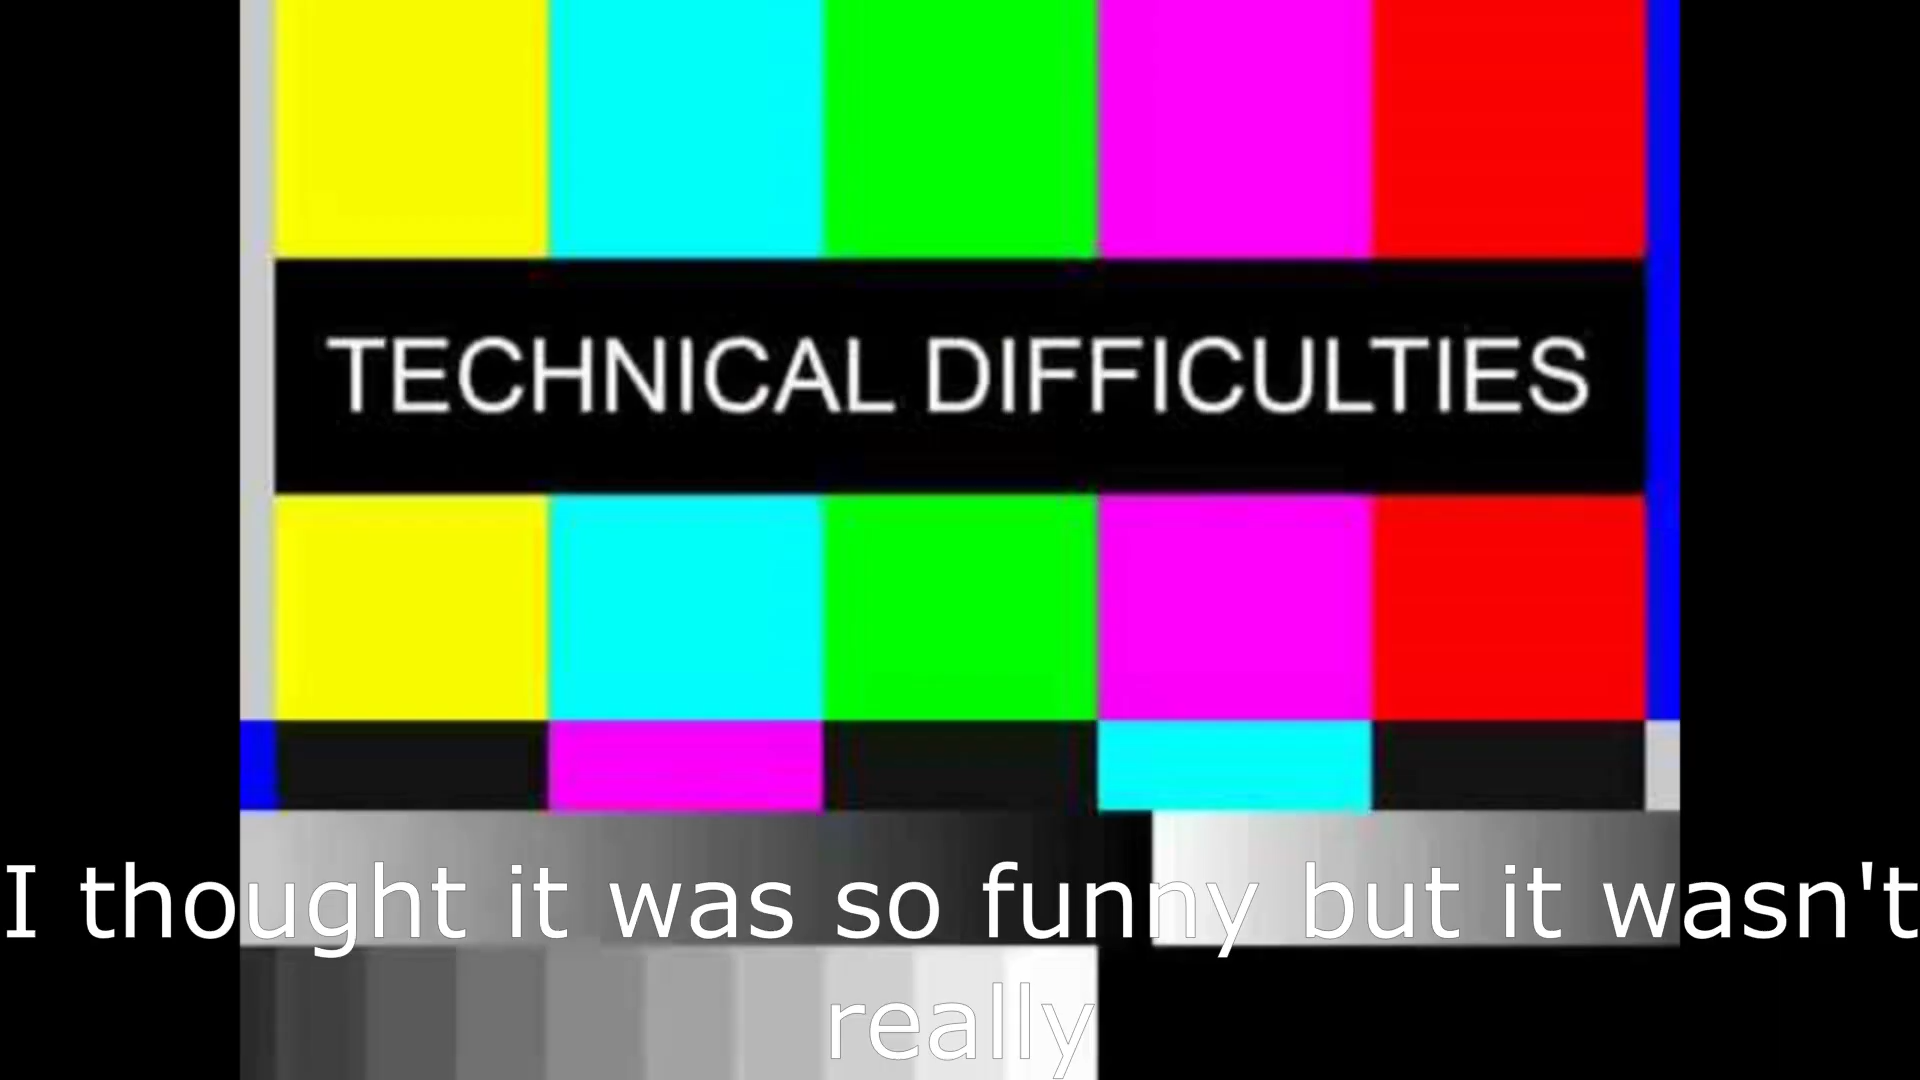 TECHNICAL DIFFICULTIES
I thought it was so funny but it wasn't
really